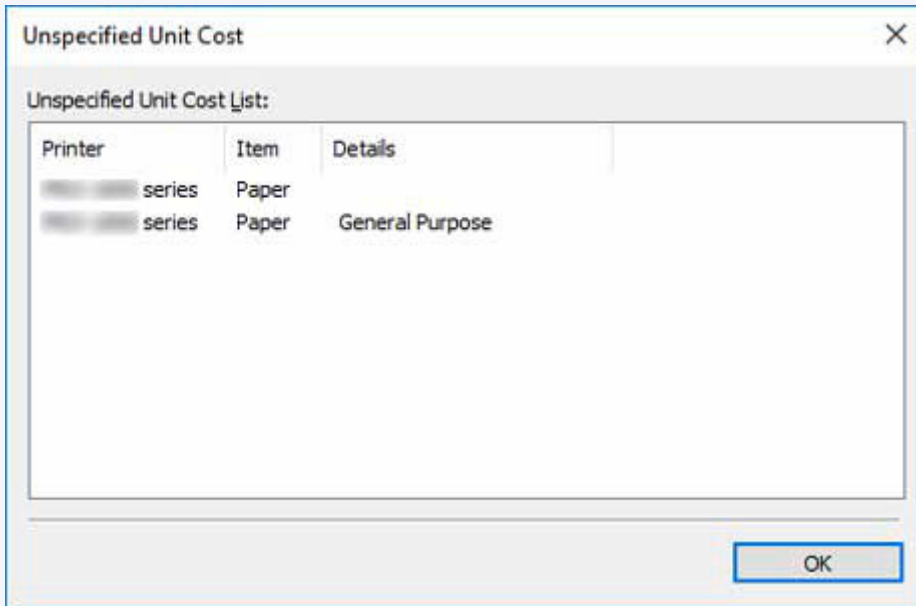 Unspecified Unit Cost
Unspecified Unit Cost List:
Printer Item Details
series Paper
series Paper General Purpose
OK